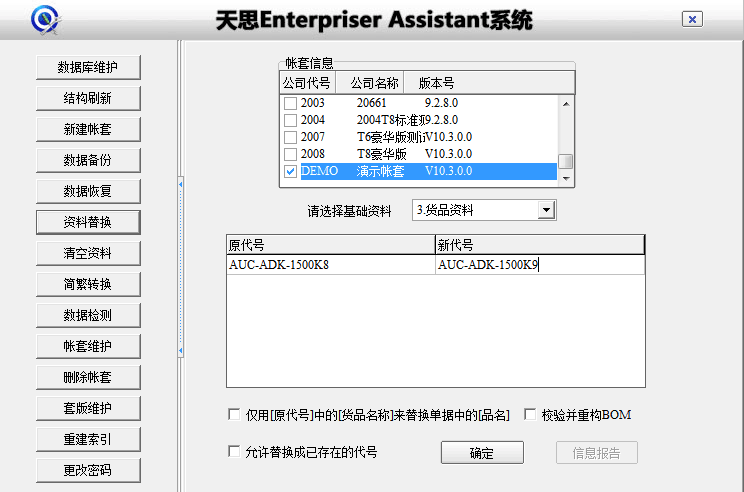 天思Enterpriser Assistant系统
数据库维护
结构刷新
新建帐套
数据备份
数据恢复
资料替换
清空资料
简繁转换
数据检测
帐套维护
删除帐套
套版维护
重建索引
更改密码
帐套信息
公司代号 公司名称 版本号
2003 20661 9.2.8.0
2004 2004T8标准 9.2.8.0
2007 T6豪华版测 V10.3.0.0
2008 T8豪华版 V10.3.0.0
DEMO 演示帐套 V10.3.0.0
请选择基础资料 3.货品资料
原代号 新代号
AUC-ADK-1500K8 AUC-ADK-1500K9
仅用[原代号]中的[货品名称]来替换单据中的[品名] 校验并重构BOM
允许替换成已存在的代号 确定 信息报告